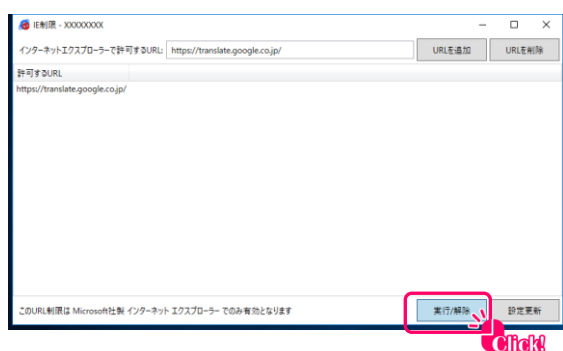 IE制限 - XXXXXXXX
インターネットエクスプローラーで許可するURL: https://translate.google.co.jp/ URLを追加 URLを削除
許可するURL
https://translate.google.co.jp/
このURL制限は Microsoft社製 インターネット エクスプローラー でのみ有効となります 実行/解除 設定更新
Click!